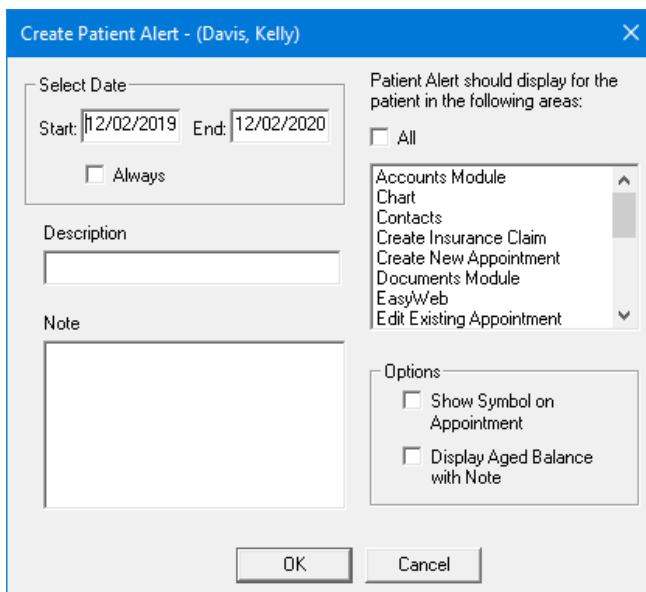 Create Patient Alert - (Davis, Kelly)
Select Date
Start: 12/02/2019 End: 12/02/2020
Always
Description
Note
Patient Alert should display for the
patient in the following areas:
All
Accounts Module
Chart
Contacts
Create Insurance Claim
Create New Appointment
Documents Module
EasyWeb
Edit Existing Appointment
Options
Show Symbol on
Appointment
Display Aged Balance
with Note
OK Cancel